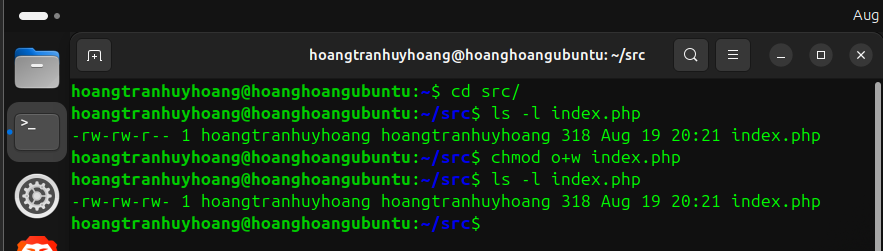 Aug
hoangtranhuyhoang@hoanghoangubuntu: ~/src
>_
hoangtranhuyhoang@hoanghoangubuntu:~$ cd src/
hoangtranhuyhoang@hoanghoangubuntu:~/src$ ls -l index.php
-rw-rw-r-- 1 hoangtranhuyhoang hoangtranhuyhoang 318 Aug 19 20:21 index.php
hoangtranhuyhoang@hoanghoangubuntu:~/src$ chmod o+w index.php
hoangtranhuyhoang@hoanghoangubuntu:~/src$ ls -l index.php
-rw-rw-rw- 1 hoangtranhuyhoang hoangtranhuyhoang 318 Aug 19 20:21 index.php
hoangtranhuyhoang@hoanghoangubuntu:~/src$